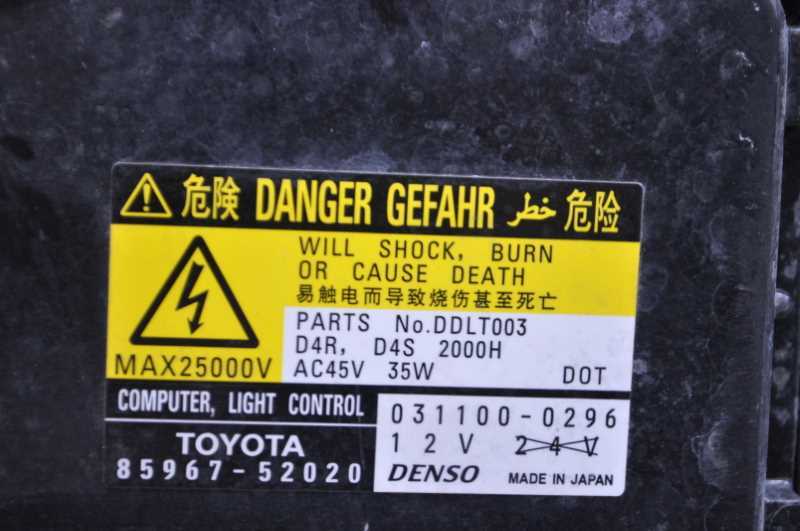 危険 DANGER GEFAHR خطر 危险
WILL SHOCK, BURN
OR CAUSE DEATH
易触电而导致烧伤甚至死亡
MAX25000V
PARTS No.DDLT003
D4R, D4S 2000H
AC45V 35W DOT
COMPUTER, LIGHT CONTROL
TOYOTA
85967-52020
031100-0296
12V 24V
DENSO MADE IN JAPAN